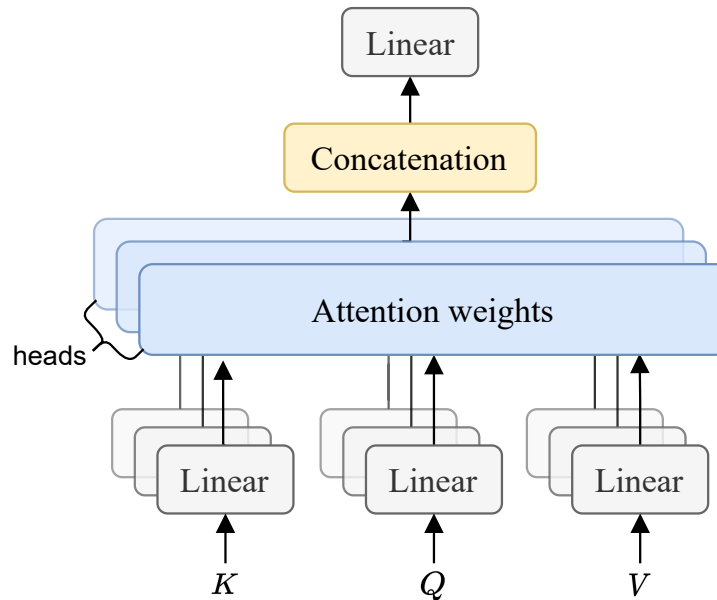 Linear
Concatenation
Attention weights
heads
Linear Linear Linear
K Q V